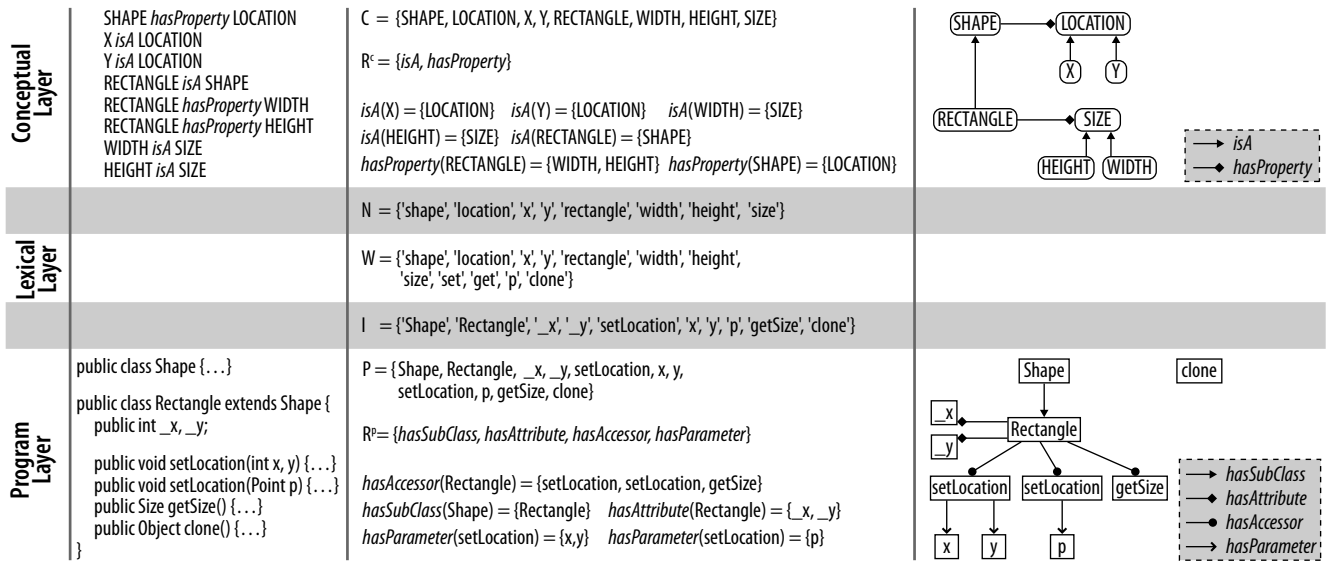 Conceptual Layer
SHAPE hasProperty LOCATION
X isA LOCATION
Y isA LOCATION
RECTANGLE isA SHAPE
RECTANGLE hasProperty WIDTH
RECTANGLE hasProperty HEIGHT
WIDTH isA SIZE
HEIGHT isA SIZE
C = {SHAPE, LOCATION, X, Y, RECTANGLE, WIDTH, HEIGHT, SIZE}
Rᶜ = {isA, hasProperty}
isA(X) = {LOCATION} isA(Y) = {LOCATION} isA(WIDTH) = {SIZE}
isA(HEIGHT) = {SIZE} isA(RECTANGLE) = {SHAPE}
hasProperty(RECTANGLE) = {WIDTH, HEIGHT} hasProperty(SHAPE) = {LOCATION}
SHAPE LOCATION
X Y
RECTANGLE SIZE
HEIGHT WIDTH
isA
hasProperty
N = {'shape', 'location', 'x', 'y', 'rectangle', 'width', 'height', 'size'}
Lexical Layer
W = {'shape', 'location', 'x', 'y', 'rectangle', 'width', 'height',
'size', 'set', 'get', 'p', 'clone'}
I = {'Shape', 'Rectangle', '_x', '_y', 'setLocation', 'x', 'y', 'p', 'getSize', 'clone'}
Program Layer
public class Shape {...}
public class Rectangle extends Shape {
public int _x, _y;
public void setLocation(int x, y) {...}
public void setLocation(Point p) {...}
public Size getSize() {...}
public Object clone() {...}
}
P = { Shape, Rectangle, _x, _y, setLocation, x, y,
setLocation, p, getSize, clone}
Rᵖ= {hasSubClass, hasAttribute, hasAccessor, hasParameter}
hasAccessor(Rectangle) = {setLocation, setLocation, getSize}
hasSubClass(Shape) = {Rectangle} hasAttribute(Rectangle) = {_x, _y}
hasParameter(setLocation) = {x,y} hasParameter(setLocation) = {p}
Shape clone
_x
Rectangle
_y
setLocation setLocation getSize
x y p
hasSubClass
hasAttribute
hasAccessor
hasParameter